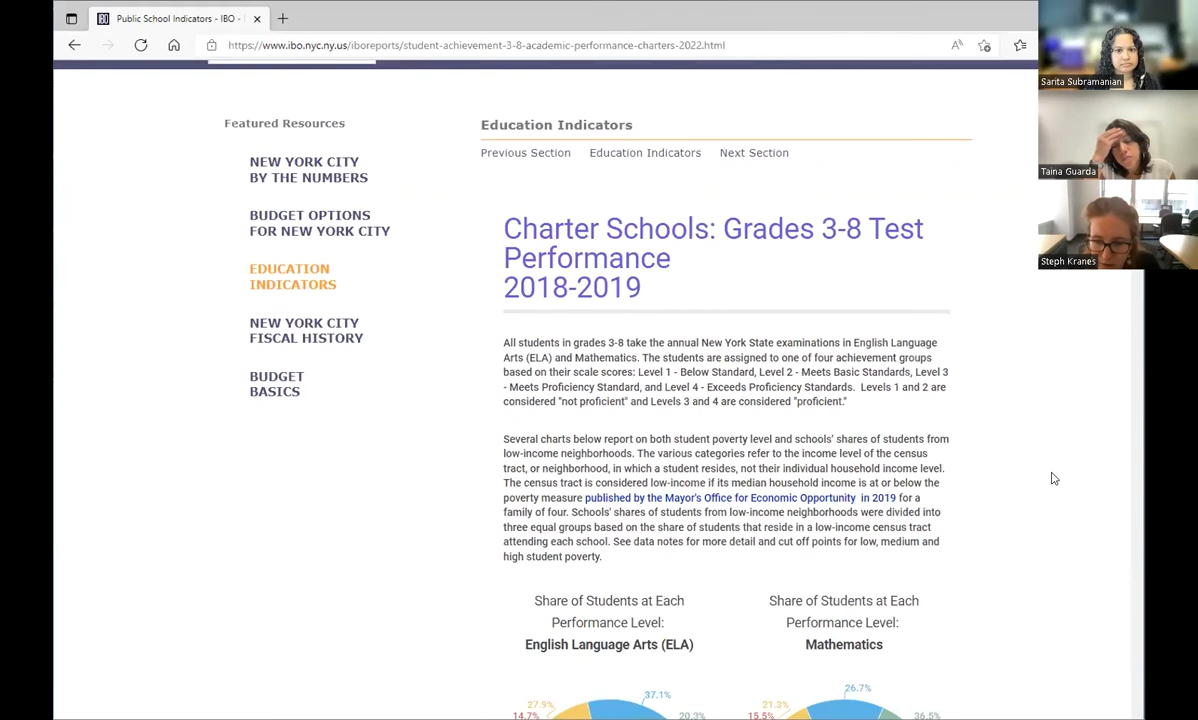 Public School Indicators - IBO -
https://www.ibo.nyc.ny.us/iboreports/student-achievement-3-8-academic-performance-charters-2022.html
Featured Resources
NEW YORK CITY
BY THE NUMBERS
BUDGET OPTIONS
FOR NEW YORK CITY
EDUCATION
INDICATORS
NEW YORK CITY
FISCAL HISTORY
BUDGET
BASICS
Education Indicators
Previous Section Education Indicators Next Section
Charter Schools: Grades 3-8 Test
Performance
2018-2019
All students in grades 3-8 take the annual New York State examinations in English Language
Arts (ELA) and Mathematics. The students are assigned to one of four achievement groups
based on their scale scores: Level 1 - Below Standard, Level 2 - Meets Basic Standards, Level 3
- Meets Proficiency Standard, and Level 4 - Exceeds Proficiency Standards. Levels 1 and 2 are
considered "not proficient" and Levels 3 and 4 are considered "proficient."
Several charts below report on both student poverty level and schools' shares of students from
low-income neighborhoods. The various categories refer to the income level of the census
tract, or neighborhood, in which a student resides, not their individual household income level.
The census tract is considered low-income if its median household income is at or below the
poverty measure published by the Mayor's Office for Economic Opportunity in 2019 for a
family of four. Schools' shares of students from low-income neighborhoods were divided into
three equal groups based on the share of students that reside in a low-income census tract
attending each school. See data notes for more detail and cut off points for low, medium and
high student poverty.
Share of Students at Each
Performance Level:
English Language Arts (ELA)
37.1%
27.9%
14.7%
20.3%
Share of Students at Each
Performance Level:
Mathematics
26.7%
21.3%
15.5%
36.5%
Sarita Subramanian
Taina Guarda
Steph Kranes